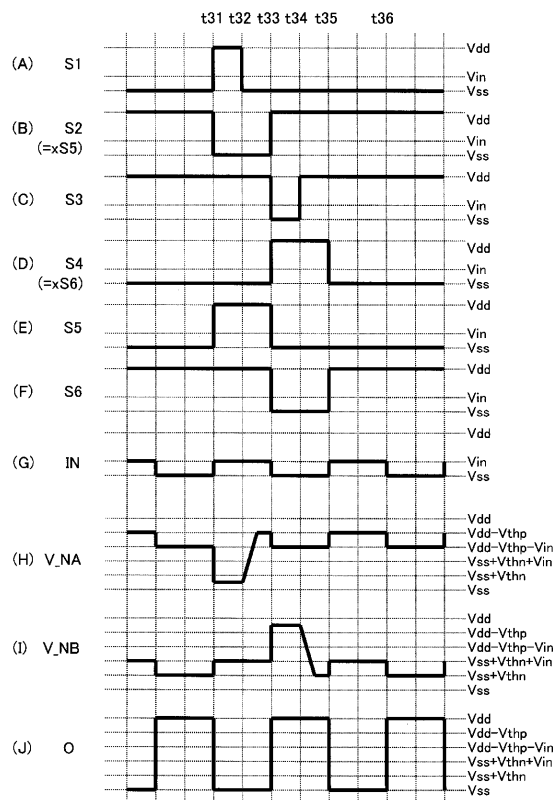 t31 t32 t33 t34 t35 t36
(A) S1
Vdd
Vin
Vss
(B) S2
(=xS5)
Vdd
Vin
Vss
(C) S3
Vdd
Vin
Vss
(D) S4
(=xS6)
Vdd
Vin
Vss
(E) S5
Vdd
Vin
Vss
(F) S6
Vdd
Vin
Vss
(G) IN
Vdd
Vin
Vss
(H) V_NA
Vdd
Vdd-Vthp
Vdd-Vthp-Vin
Vss+Vthn+Vin
Vss+Vthn
Vss
(I) V_NB
Vdd
Vdd-Vthp
Vdd-Vthp-Vin
Vss+Vthn+Vin
Vss+Vthn
Vss
(J) O
Vdd
Vdd-Vthp
Vdd-Vthp-Vin
Vss+Vthn+Vin
Vss+Vthn
Vss